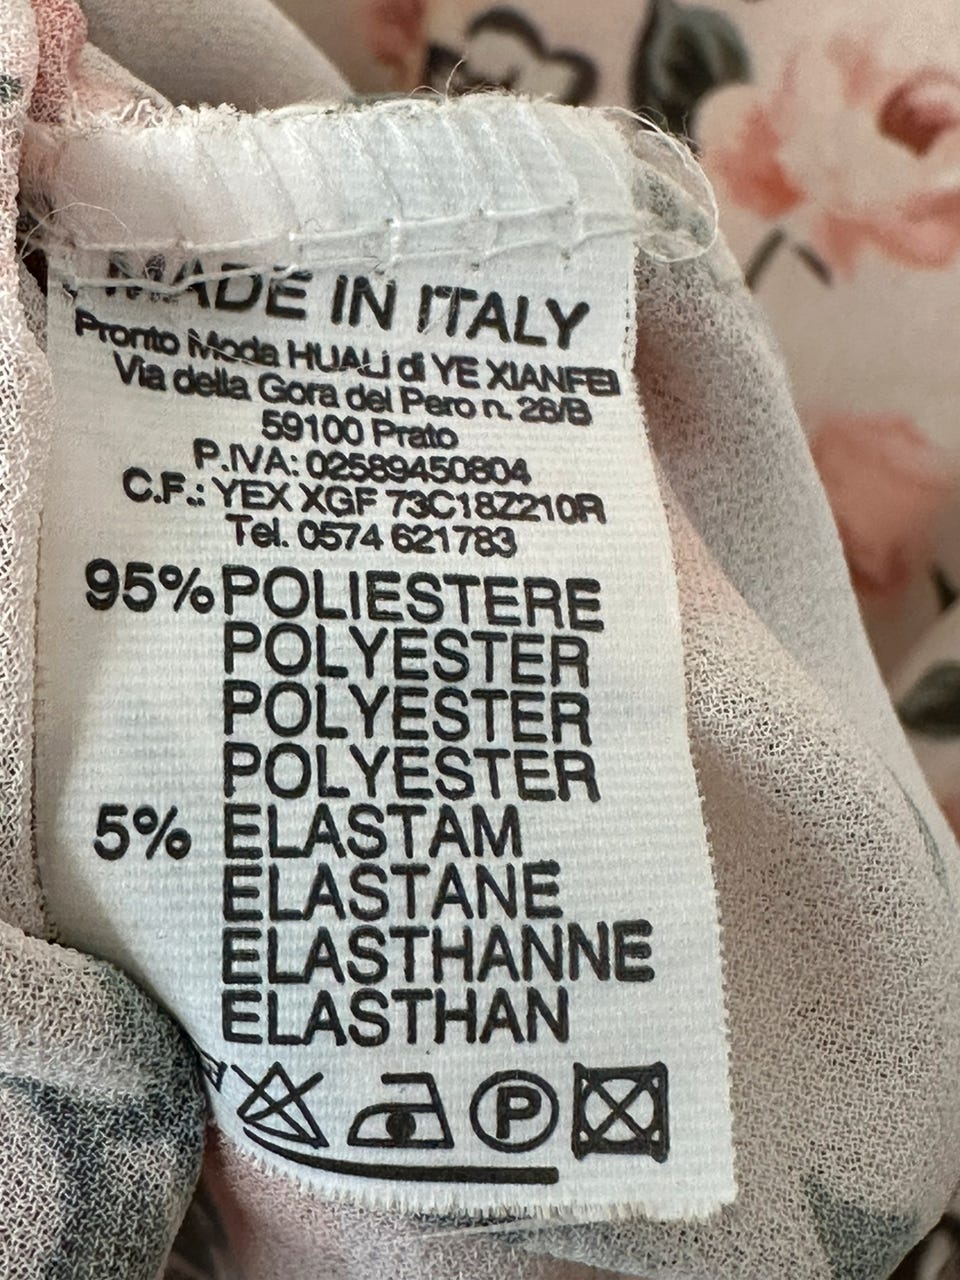 MADE IN ITALY
Pronto Moda HUALI di YE XIANFEI
Via della Gora del Pero n. 26/B
59100 Prato
P.IVA: 02589450804
C.F.: YEX XGF 73C18Z210R
Tel. 0574 621783
95% POLIESTERE
POLYESTER
POLYESTER
POLYESTER
5% ELASTAM
ELASTANE
ELASTHANNE
ELASTHAN
P